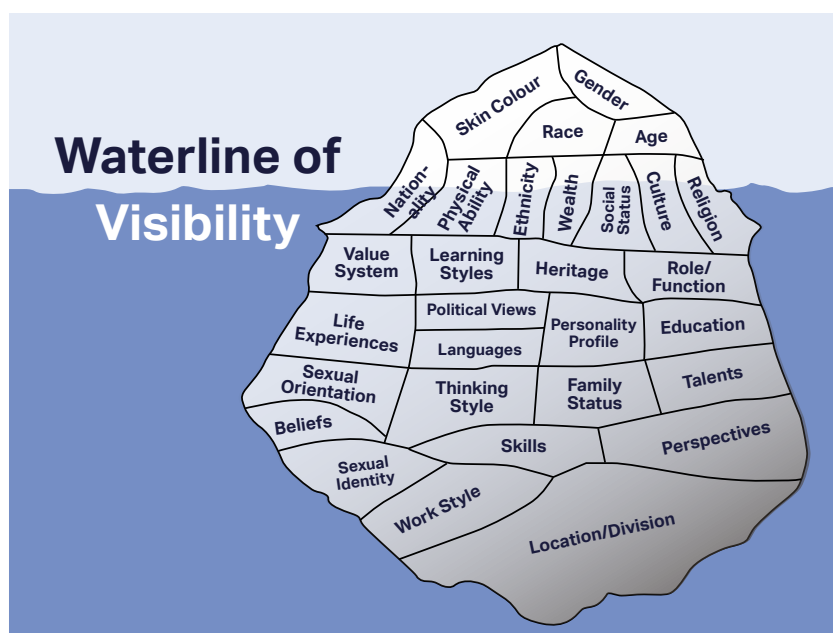 Waterline of
Visibility
Skin Colour
Gender
Race
Age
Nation-
ality
Physical
Ability
Ethnicity
Wealth
Social
Status
Culture
Religion
Value
System
Learning
Styles
Heritage
Role/
Function
Life
Experiences
Political Views
Languages
Personality
Profile
Education
Sexual
Orientation
Thinking
Style
Family
Status
Talents
Beliefs
Skills
Perspectives
Sexual
Identity
Work Style
Location/Division